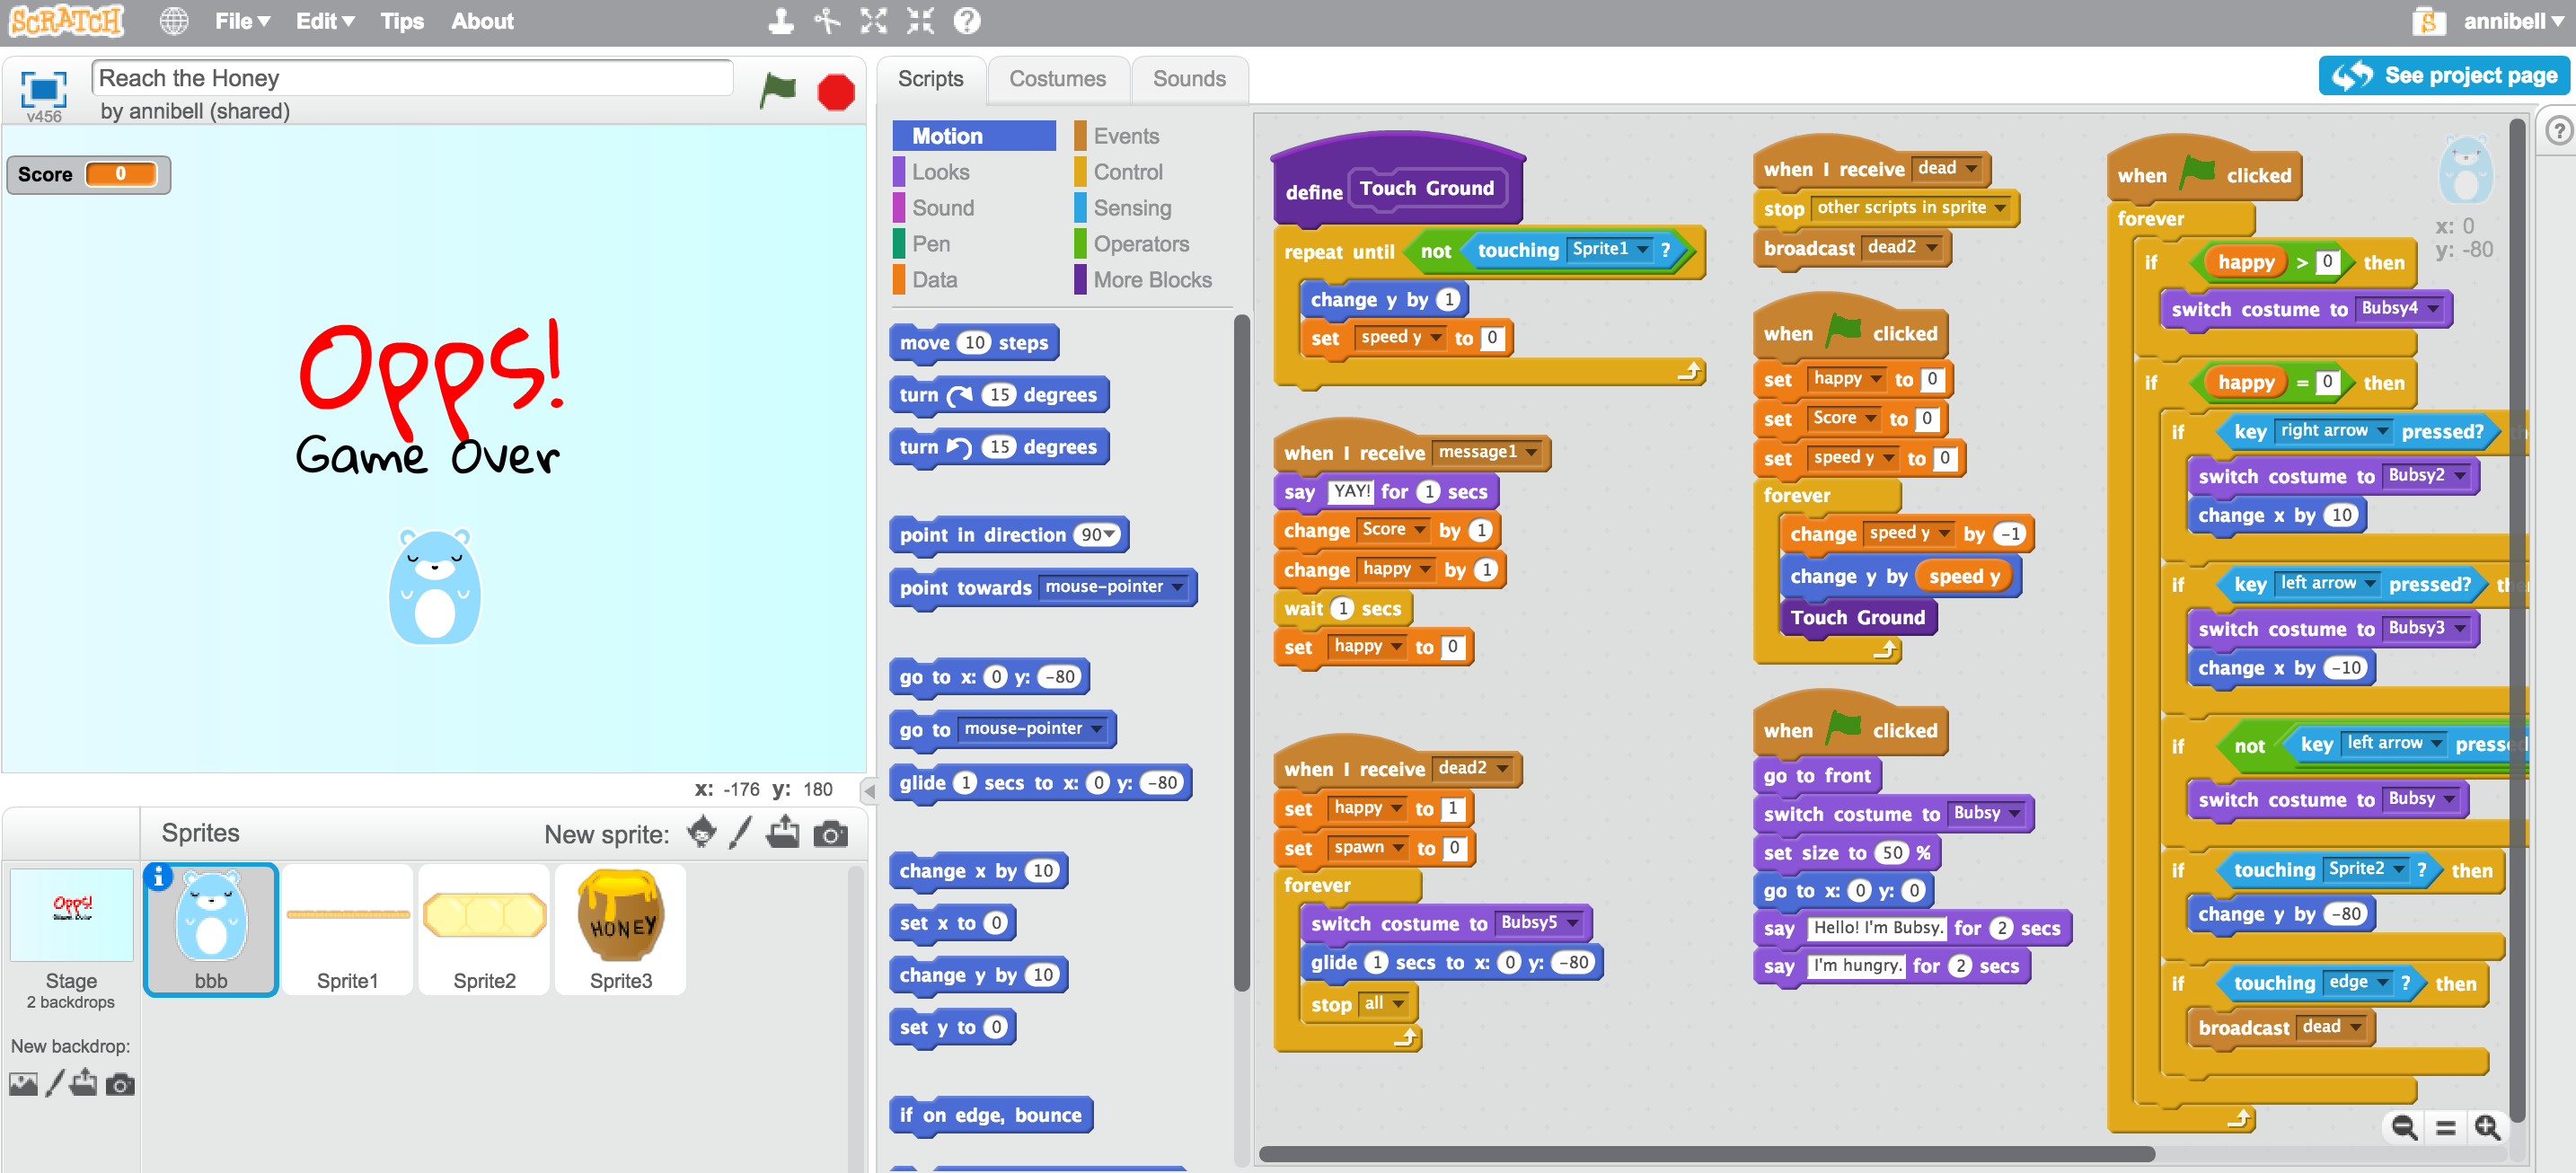 SCRATCH File Edit Tips About annibell
Reach the Honey
by annibell (shared)
v456
Score 0
Opps!
Game Over
x: -176 y: 180
Sprites New sprite:
Stage
2 backdrops
New backdrop:
Opps!
Game Over
bbb
Sprite1
Sprite2
HONEY
Sprite3
Scripts Costumes Sounds
See project page
Motion Events
Looks Control
Sound Sensing
Pen Operators
Data More Blocks
move 10 steps
turn 15 degrees
turn 15 degrees
point in direction 90
point towards mouse-pointer
go to x: 0 y: -80
go to mouse-pointer
glide 1 secs to x: 0 y: -80
change x by 10
set x to 0
change y by 10
set y to 0
if on edge, bounce
define Touch Ground
repeat until not touching Sprite1 ?
change y by 1
set speed y to 0
when I receive message1
say YAY! for 1 secs
change Score by 1
change happy by 1
wait 1 secs
set happy to 0
when I receive dead2
set happy to 1
set spawn to 0
forever
switch costume to Bubsy5
glide 1 secs to x: 0 y: -80
stop all
when I receive dead
stop other scripts in sprite
broadcast dead2
when clicked
set happy to 0
set Score to 0
set speed y to 0
forever
change speed y by -1
change y by speed y
Touch Ground
when clicked
go to front
switch costume to Bubsy
set size to 50 %
go to x: 0 y: 0
say Hello! I'm Bubsy. for 2 secs
say I'm hungry. for 2 secs
when clicked
forever
if happy > 0 then
switch costume to Bubsy4
if happy = 0 then
if key right arrow pressed?
switch costume to Bubsy2
change x by 10
if key left arrow pressed? the
switch costume to Bubsy3
change x by -10
if not key left arrow pressed
switch costume to Bubsy
if touching Sprite2 ? then
change y by -80
if touching edge ? then
broadcast dead
x: 0
y: -80